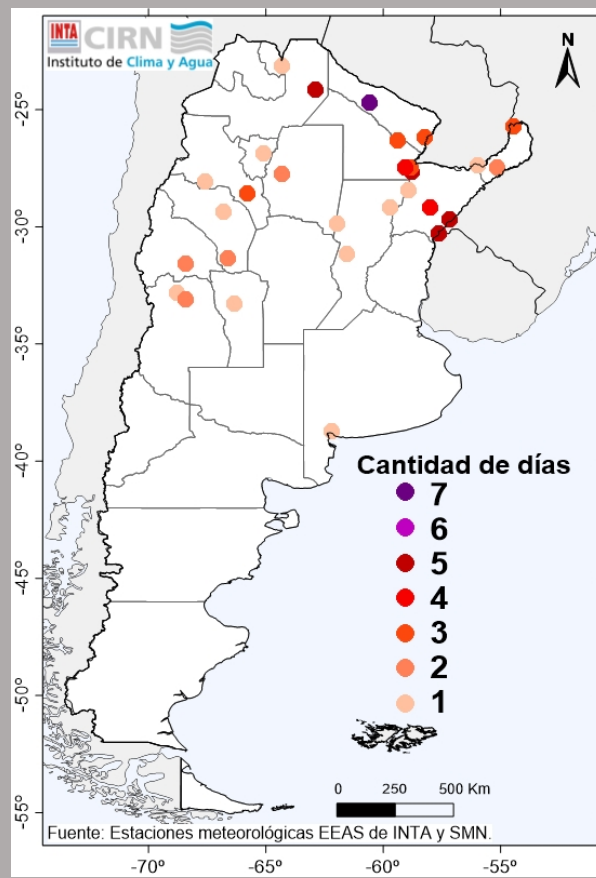 INTA
CIRN
Instituto de Clima y Agua
N
-25°
-30°
-35°
-40°
-45°
-50°
-55°
Cantidad de días
7
6
5
4
3
2
1
0 250 500 Km
Fuente: Estaciones meteorológicas EEAS de INTA y SMN.
-70° -65° -60° -55°